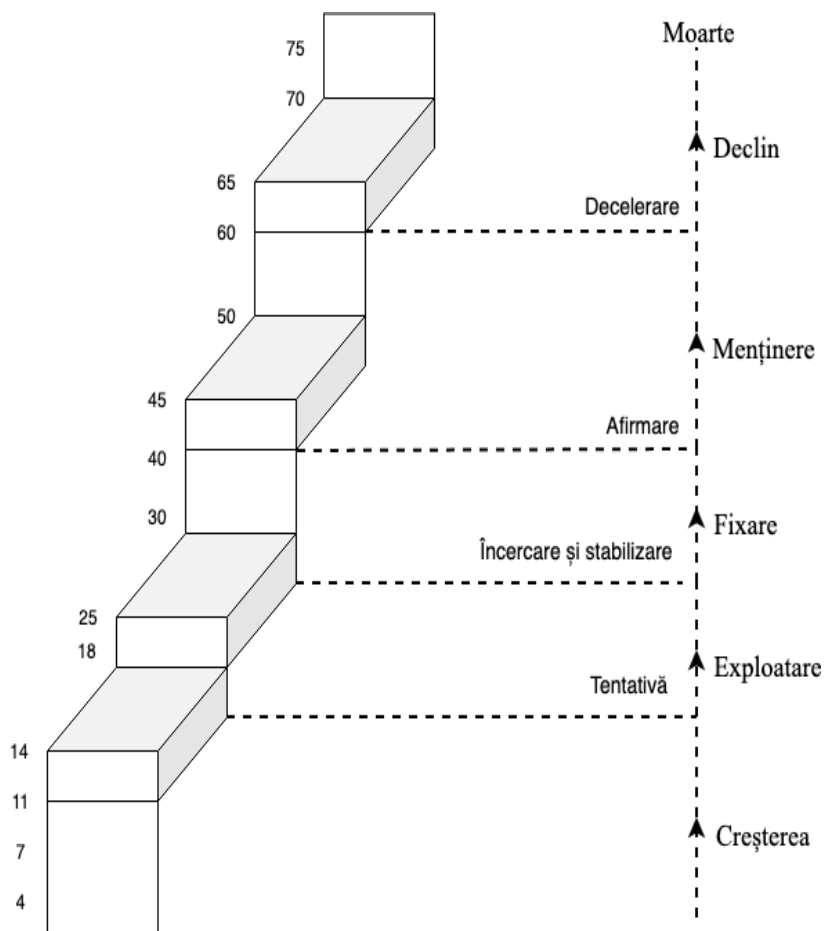 75
Moarte
70
Declin
65
Decelerare
60
50
Menținere
45
Afirmare
40
30
Fixare
Încercare și stabilizare
25
18
Exploatare
Tentativă
14
11
Creșterea
7
4